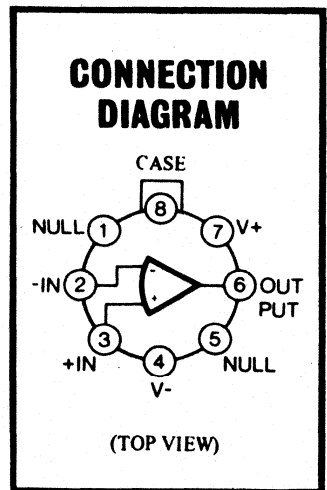 CONNECTION
DIAGRAM
CASE
8
NULL 1
7 V+
-IN 2
-
6 OUT
PUT
+
3
+IN
5
NULL
4
V-
(TOP VIEW)